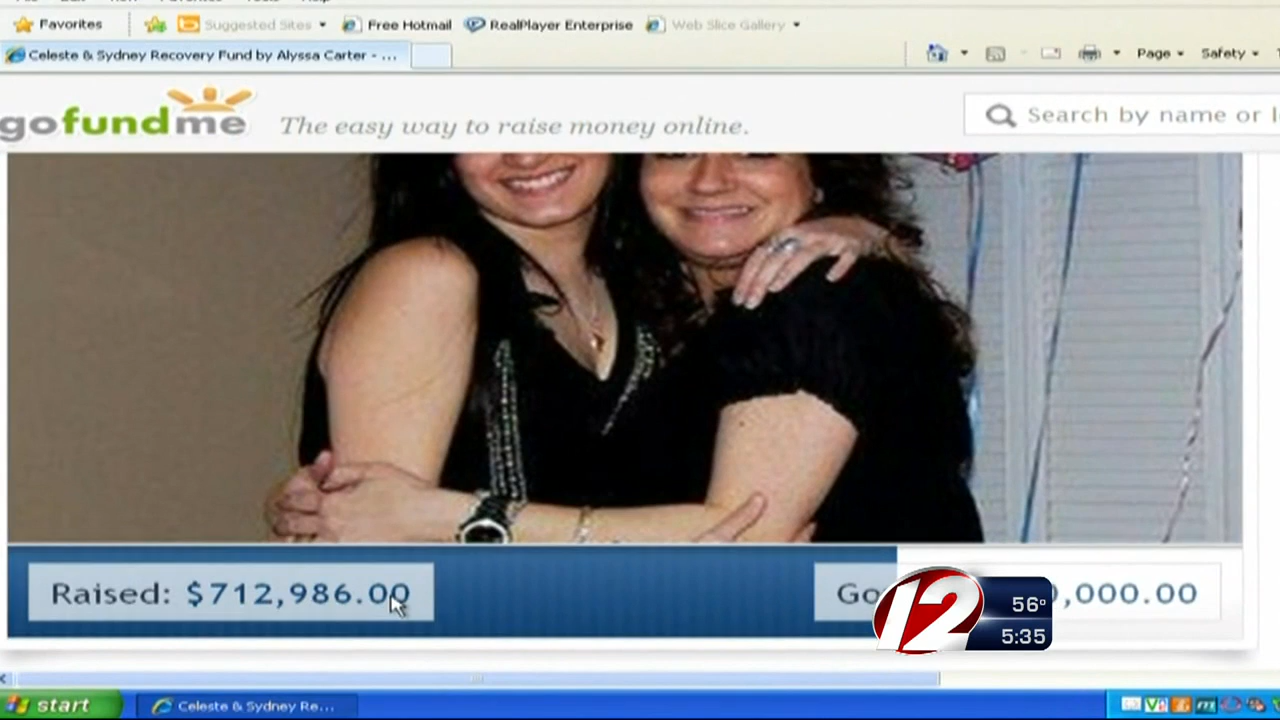 Favorites Suggested Sites Free Hotmail RealPlayer Enterprise Web Slice Gallery
Celeste & Sydney Recovery Fund by Alyssa Carter - ...
Page Safety
gofundme The easy way to raise money online. Search by name or
Raised: $712,986.00
,000.00
12 56°
5:35
start Celeste & Sydney Re...